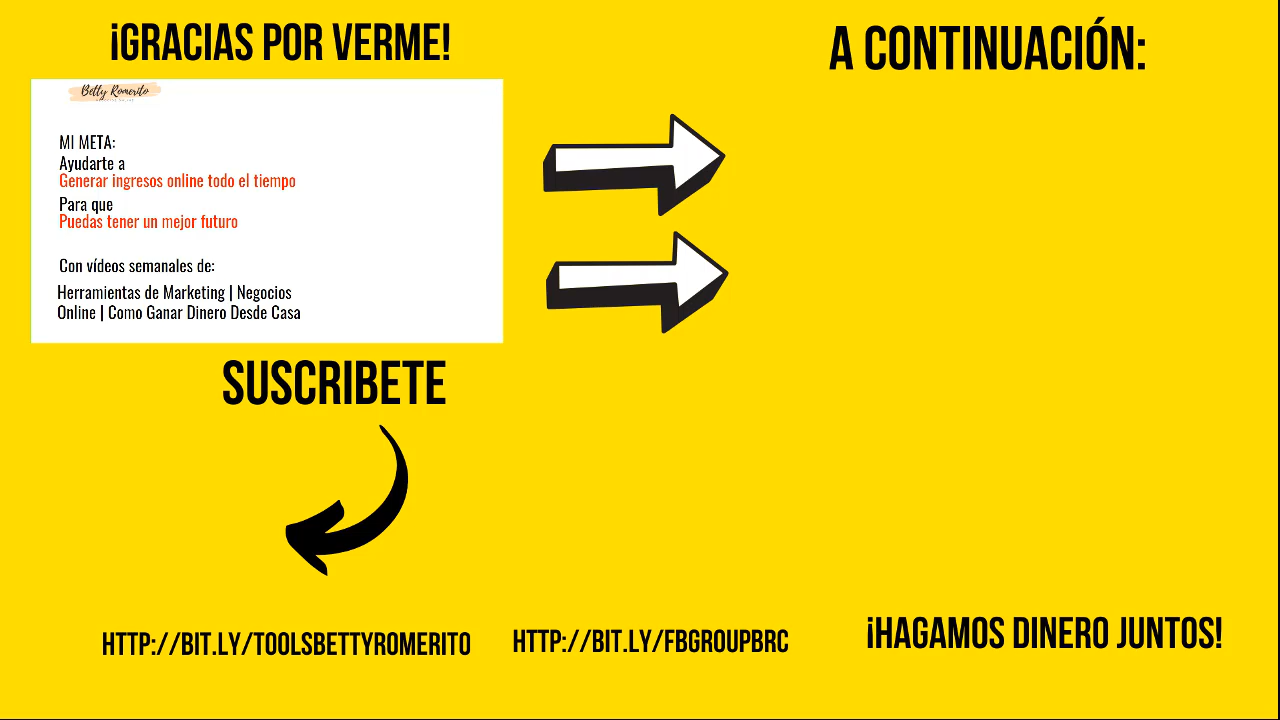 ¡GRACIAS POR VERME!
A CONTINUACIÓN:
Betty Romerito
MI META:
Ayudarte a
Generar ingresos online todo el tiempo
Para que
Puedas tener un mejor futuro
Con vídeos semanales de:
Herramientas de Marketing | Negocios
Online | Como Ganar Dinero Desde Casa
SUSCRIBETE
HTTP://BIT.LY/TOOLSBETTYROMERITO
HTTP://BIT.LY/FBGROUPBRC
¡HAGAMOS DINERO JUNTOS!